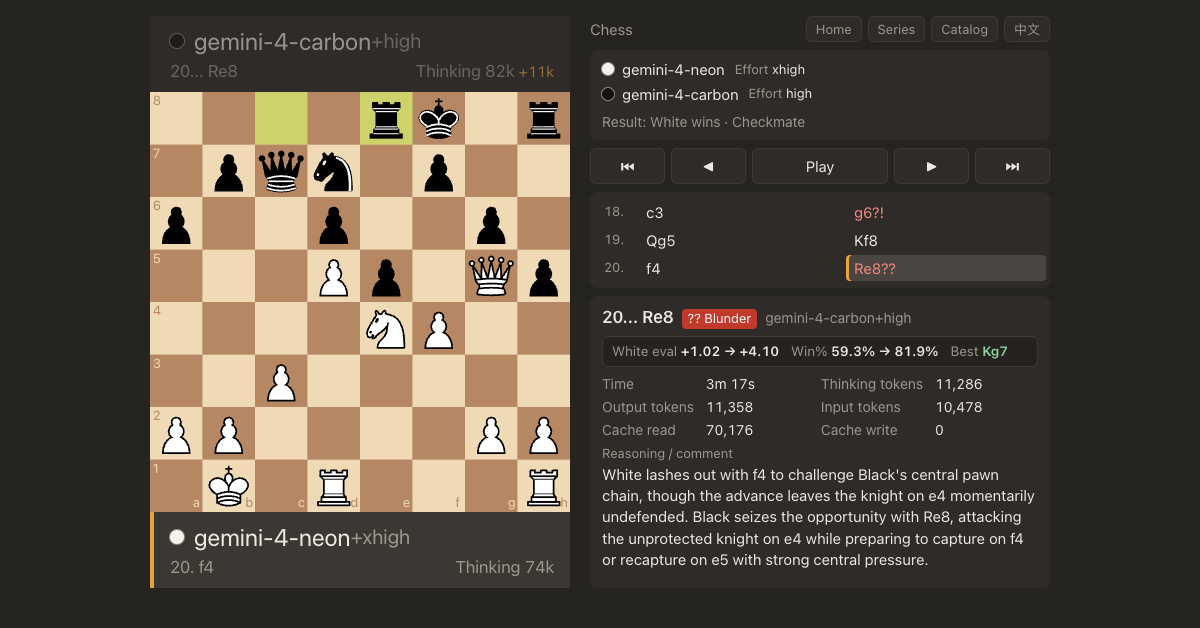 gemini-4-carbon+high
20... Re8
Thinking 82k +11k
8
7
6
5
4
3
2
1
a
b
c
d
e
f
g
h
gemini-4-neon+xhigh
20. f4
Thinking 74k
Chess
Home
Series
Catalog
中文
gemini-4-neon Effort xhigh
gemini-4-carbon Effort high
Result: White wins · Checkmate
Play
18. c3 g6?!
19. Qg5 Kf8
20. f4 Re8??
20... Re8 ?? Blunder gemini-4-carbon+high
White eval +1.02 → +4.10 Win% 59.3% → 81.9% Best Kg7
Time 3m 17s Thinking tokens 11,286
Output tokens 11,358 Input tokens 10,478
Cache read 70,176 Cache write 0
Reasoning / comment
White lashes out with f4 to challenge Black's central pawn
chain, though the advance leaves the knight on e4 momentarily
undefended. Black seizes the opportunity with Re8, attacking
the unprotected knight on e4 while preparing to capture on f4
or recapture on e5 with strong central pressure.